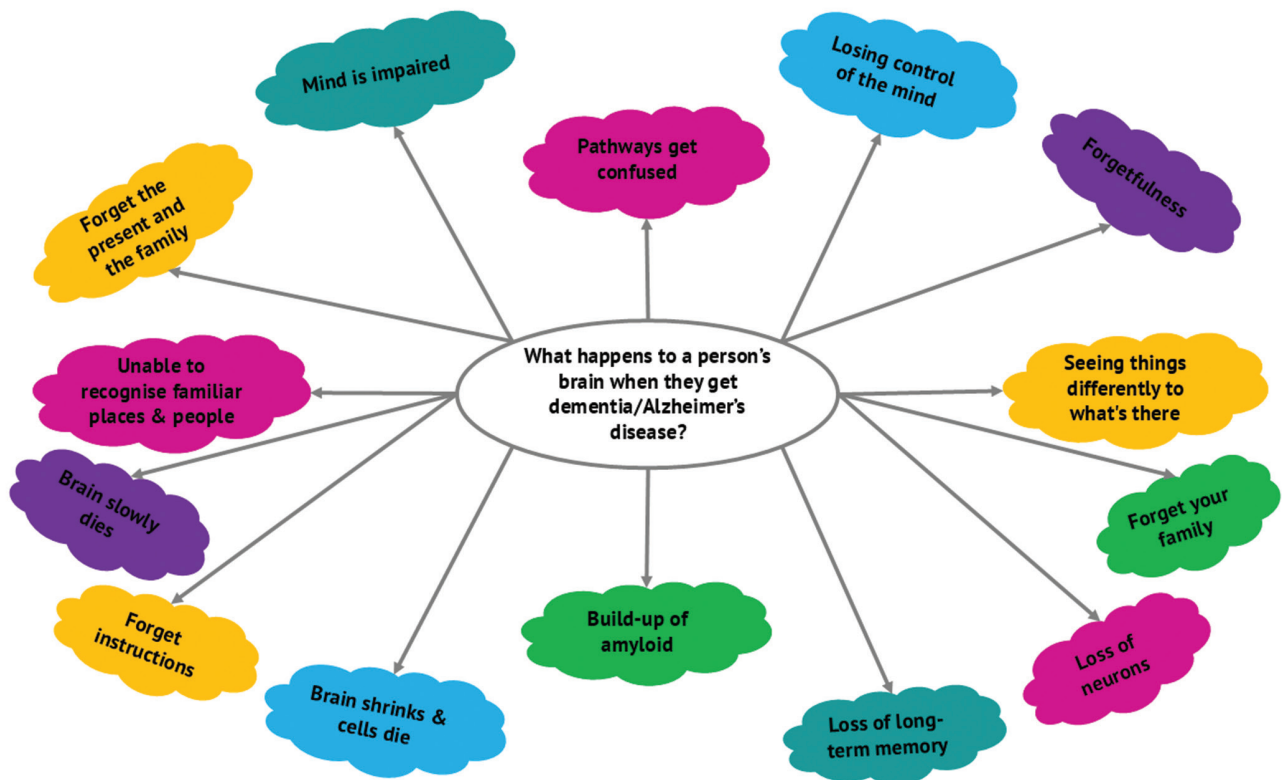 Mind is impaired
Losing control
of the mind
Pathways get
confused
Forgetfulness
Forget the
present and
the family
What happens to a person’s
brain when they get
dementia/Alzheimer’s
disease?
Unable to
recognise familiar
places & people
Seeing things
differently to
what's there
Brain slowly
dies
Forget your
family
Forget
instructions
Build-up of
amyloid
Loss of
neurons
Brain shrinks &
cells die
Loss of long-
term memory